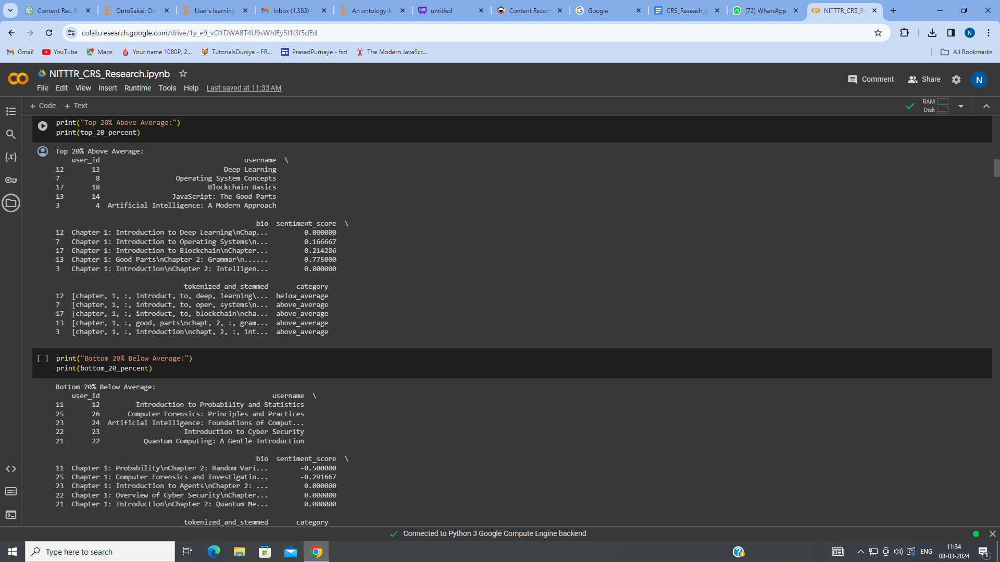 Content Rec. fo
OntoSakai: On
User's learning
Inbox (1,383) -
An ontology-b
untitled
Content Recom
Google
CRS_Reseach_p
(72) WhatsApp
NITTTR_CRS_Re
colab.research.google.com/drive/1y_e9_vO1DWA8T4U9sWhlEy5l1I3f5dEd
Gmail
YouTube
Maps
Your name 1080P, 2...
TutorialsDuniya - FR...
PrasadPurnaye - fsd
The Modern JavaScr...
All Bookmarks
NITTTR_CRS_Research.ipynb
File Edit View Insert Runtime Tools Help Last saved at 11:33 AM
Comment Share N
+ Code + Text
RAM
Disk
print("Top 20% Above Average:")
print(top_20_percent)
Top 20% Above Average:
user_id username \
12 13 Deep Learning
7 8 Operating System Concepts
17 18 Blockchain Basics
13 14 JavaScript: The Good Parts
3 4 Artificial Intelligence: A Modern Approach
bio sentiment_score \
12 Chapter 1: Introduction to Deep Learning\nChap... 0.000000
7 Chapter 1: Introduction to Operating Systems\n... 0.166667
17 Chapter 1: Introduction to Blockchain\nChapter... 0.214286
13 Chapter 1: Good Parts\nChapter 2: Grammar\n...... 0.775000
3 Chapter 1: Introduction\nChapter 2: Intelligen... 0.800000
tokenized_and_stemmed category
12 [chapter, 1, :, introduct, to, deep, learning\... below_average
7 [chapter, 1, :, introduct, to, oper, systems\n... above_average
17 [chapter, 1, :, introduct, to, blockchain\ncha... above_average
13 [chapter, 1, :, good, parts\nchapt, 2, :, gram... above_average
3 [chapter, 1, :, introduction\nchapt, 2, :, int... above_average
[ ] print("Bottom 20% Below Average:")
print(bottom_20_percent)
Bottom 20% Below Average:
user_id username \
11 12 Introduction to Probability and Statistics
25 26 Computer Forensics: Principles and Practices
23 24 Artificial Intelligence: Foundations of Comput...
22 23 Introduction to Cyber Security
21 22 Quantum Computing: A Gentle Introduction
bio sentiment_score \
11 Chapter 1: Probability\nChapter 2: Random Vari... -0.500000
25 Chapter 1: Computer Forensics and Investigatio... -0.291667
23 Chapter 1: Introduction to Agents\nChapter 2: ... 0.000000
22 Chapter 1: Overview of Cyber Security\nChapter... 0.000000
21 Chapter 1: Introduction\nChapter 2: Quantum Me... 0.000000
tokenized_and_stemmed category
Connected to Python 3 Google Compute Engine backend
Type here to search
ENG
11:34
08-03-2024
1